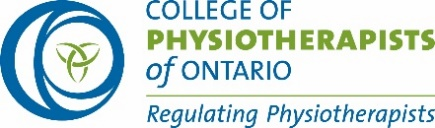 COLLEGE OF
PHYSIOTHERAPISTS
of ONTARIO
Regulating Physiotherapists